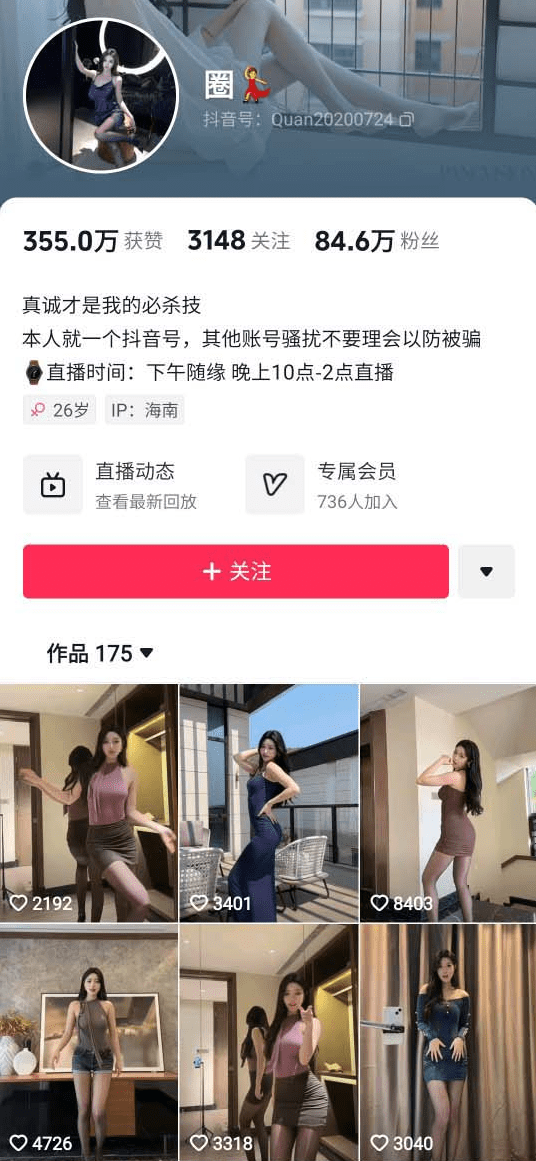 圈💃
抖音号：Quan20200724
355.0万 获赞 3148 关注 84.6万 粉丝
真诚才是我的必杀技
本人就一个抖音号，其他账号骚扰不要理会以防被骗
⌚直播时间：下午随缘 晚上10点-2点直播
26岁 IP：海南
直播动态 专属会员
查看最新回放 736人加入
关注
作品 175
2192 3401 8403
4726 3318 3040